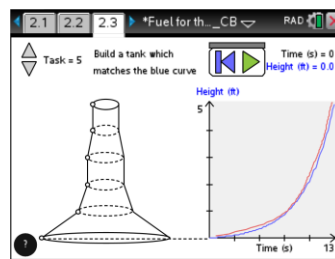 2.1 2.2 2.3 *Fuel for th..._CB RAD
Task = 5
Build a tank which
matches the blue curve
Time (s) = 0
Height (ft) = 0.0
Height (ft)
5
Time (s)
13
?